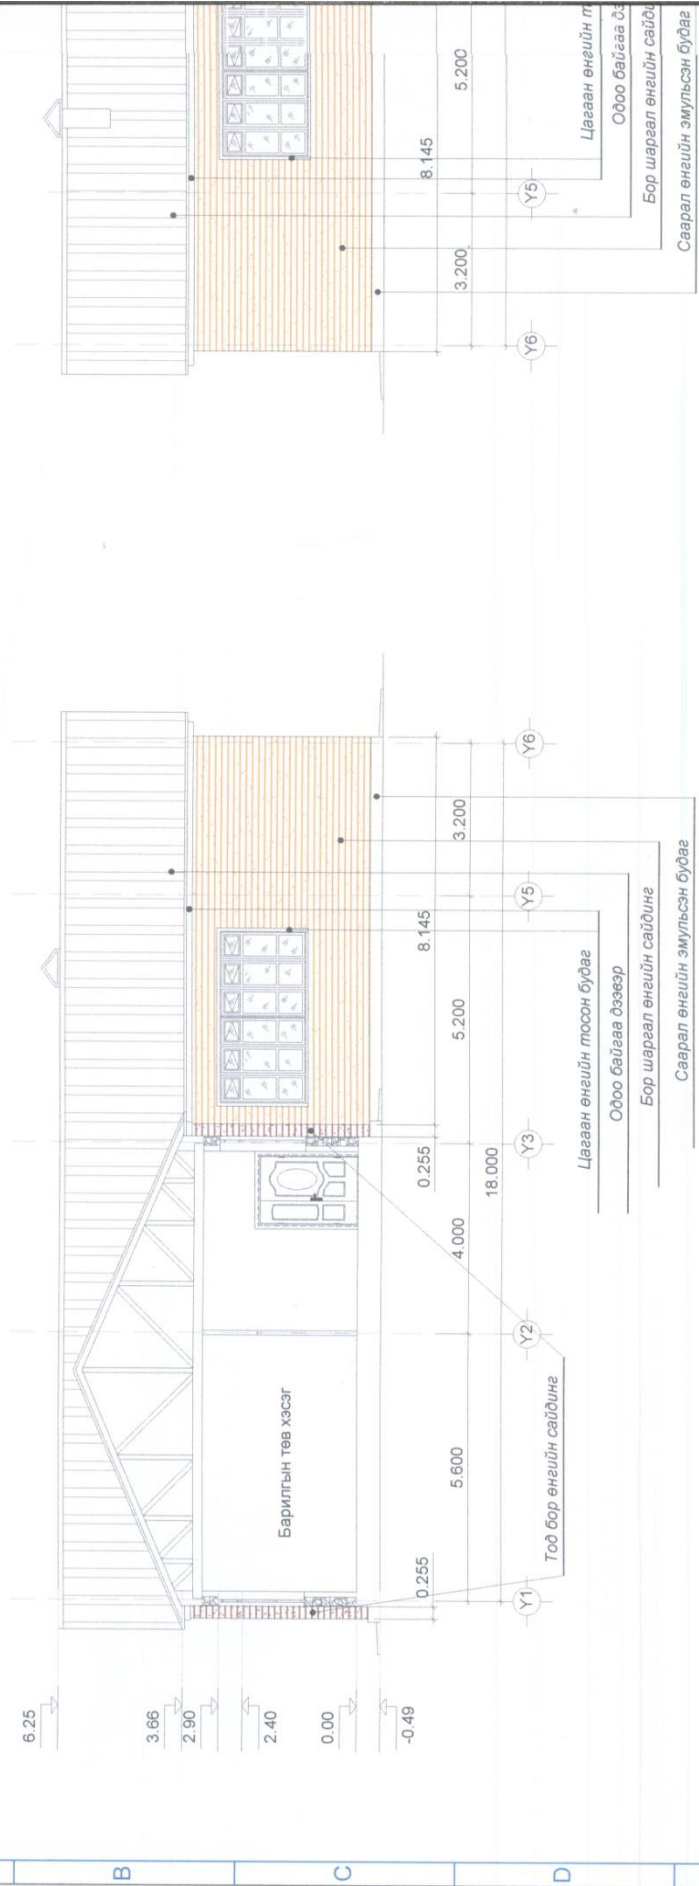 B
C
D
6.25
3.66
2.90
2.40
0.00
-0.49
Барилгын төв хэсэг
0.255
5.600
4.000
0.255
5.200
8.145
3.200
18.000
Y1
Y2
Y3
Y5
Y6
Тод бор өнгийн сайдинг
Цагаан өнгийн тосон будаг
Одоо байгаа дээвэр
Бор шаргал өнгийн сайдинг
Саарал өнгийн эмульсэн будаг
8.145
3.200
5.200
Y6
Y5
Цагаан өнгийн т
Одоо байгаа дэ
Бор шаргал өнгийн сайди
Саарал өнгийн эмульсэн будаг